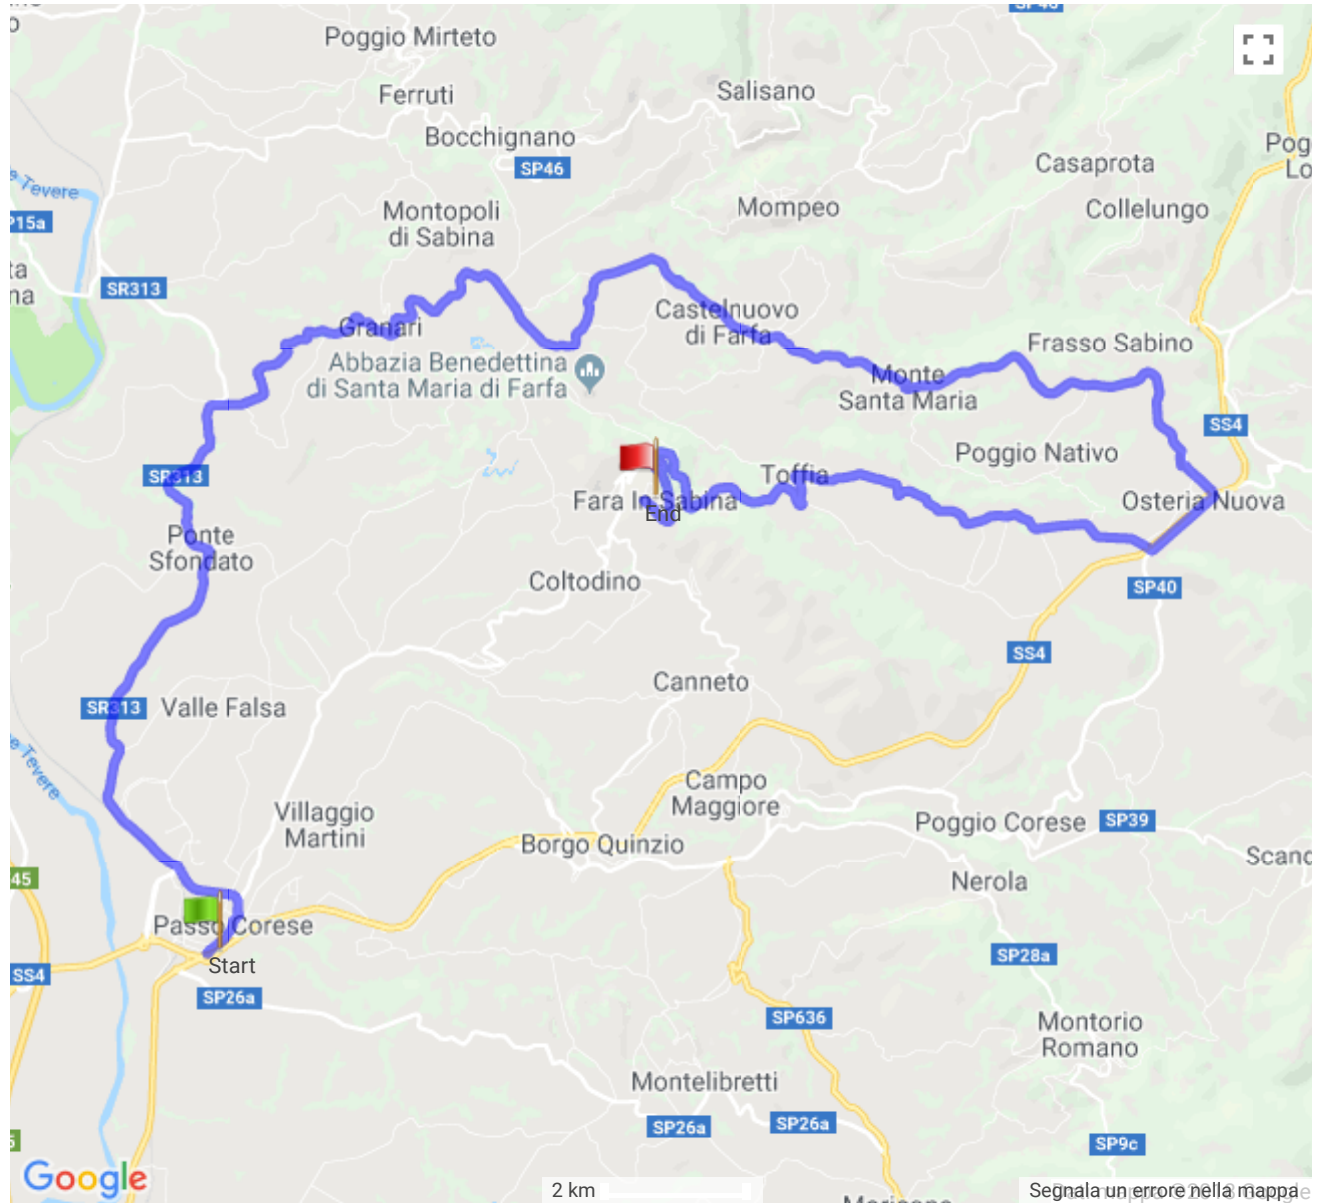 SP46
Poggio Mirteto
Ferruti
Salisano
Bocchignano
SP46
Casaprota
Pog
Lo
e Tevere
P15a
Montopoli
di Sabina
Mompeo
Collelungo
ta
na
SR313
Castelnuovo
di Farfa
Granari
Frasso Sabino
Abbazia Benedettina
di Santa Maria di Farfa
Monte
Santa Maria
SS4
SR313
Poggio Nativo
Toffia
Fara In Sabina
End
Osteria Nuova
Ponte
Sfondato
Coltodino
SP40
SS4
Canneto
SR313
Valle Falsa
e Tevere
Campo
Maggiore
Villaggio
Martini
Poggio Corese
SP39
Borgo Quinzio
Scand
45
Nerola
Passo Corese
Start
SS4
SP28a
SP26a
SP636
Montorio
Romano
Montelibretti
SP26a
SP26a
SP9c
Google
2 km
Segnala un errore nella mappa